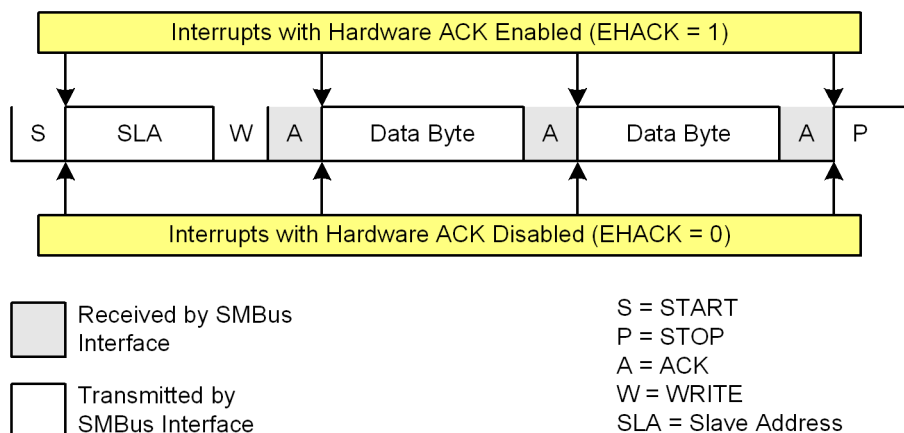 Interrupts with Hardware ACK Enabled (EHACK = 1)
S SLA W A Data Byte A Data Byte A P
Interrupts with Hardware ACK Disabled (EHACK = 0)
Received by SMBus
Interface
Transmitted by
SMBus Interface
S = START
P = STOP
A = ACK
W = WRITE
SLA = Slave Address